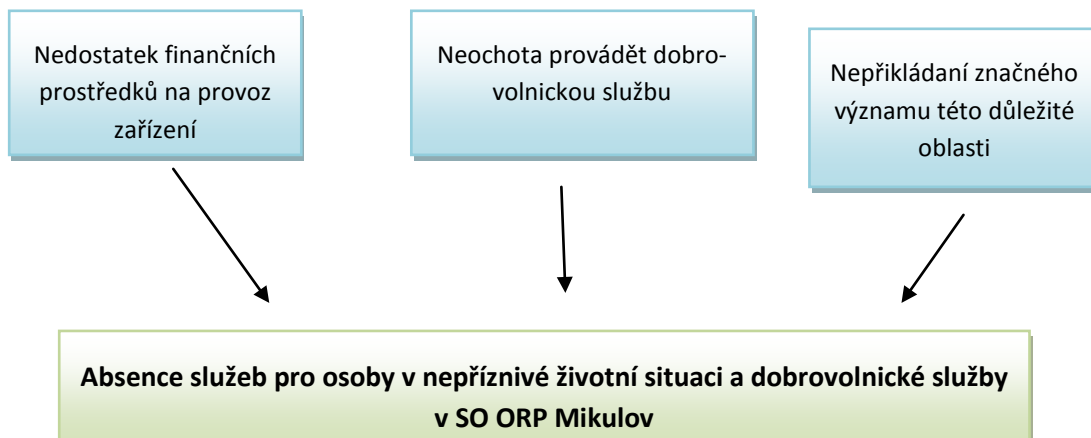 Nedostatek finančních
prostředků na provoz
zařízení
Neochota provádět dobro-
volnickou službu
Nepřikládaní značného
významu této důležité
oblasti
Absence služeb pro osoby v nepříznivé životní situaci a dobrovolnické služby
v SO ORP Mikulov